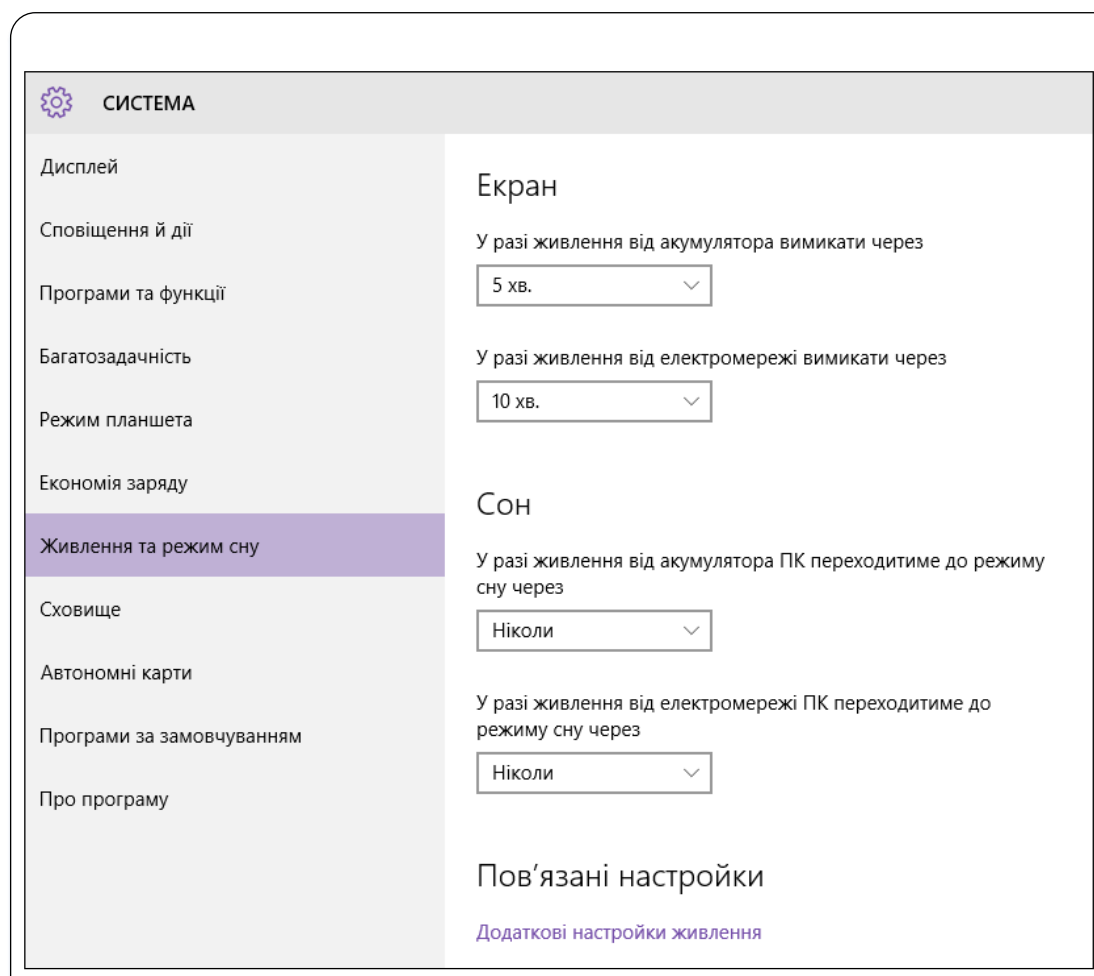 СИСТЕМА
Дисплей
Сповіщення й дії
Програми та функції
Багатозадачність
Режим планшета
Економія заряду
Живлення та режим сну
Сховище
Автономні карти
Програми за замовчуванням
Про програму
Екран
У разі живлення від акумулятора вимикати через
5 хв.
У разі живлення від електромережі вимикати через
10 хв.
Сон
У разі живлення від акумулятора ПК переходитиме до режиму
сну через
Ніколи
У разі живлення від електромережі ПК переходитиме до
режиму сну через
Ніколи
Пов’язані настройки
Додаткові настройки живлення